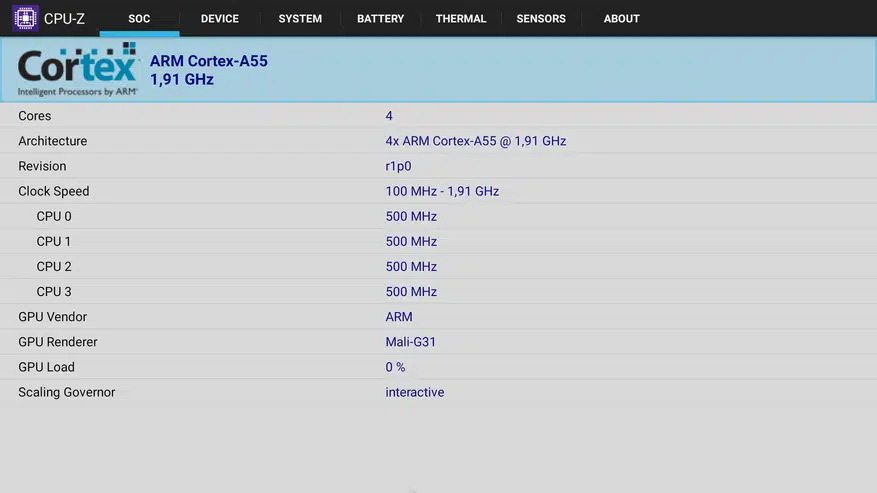 CPU-Z SOC DEVICE SYSTEM BATTERY THERMAL SENSORS ABOUT
Cortex
Intelligent Processors by ARM®
ARM Cortex-A55
1,91 GHz
Cores 4
Architecture 4x ARM Cortex-A55 @ 1,91 GHz
Revision r1p0
Clock Speed 100 MHz - 1,91 GHz
CPU 0 500 MHz
CPU 1 500 MHz
CPU 2 500 MHz
CPU 3 500 MHz
GPU Vendor ARM
GPU Renderer Mali-G31
GPU Load 0 %
Scaling Governor interactive